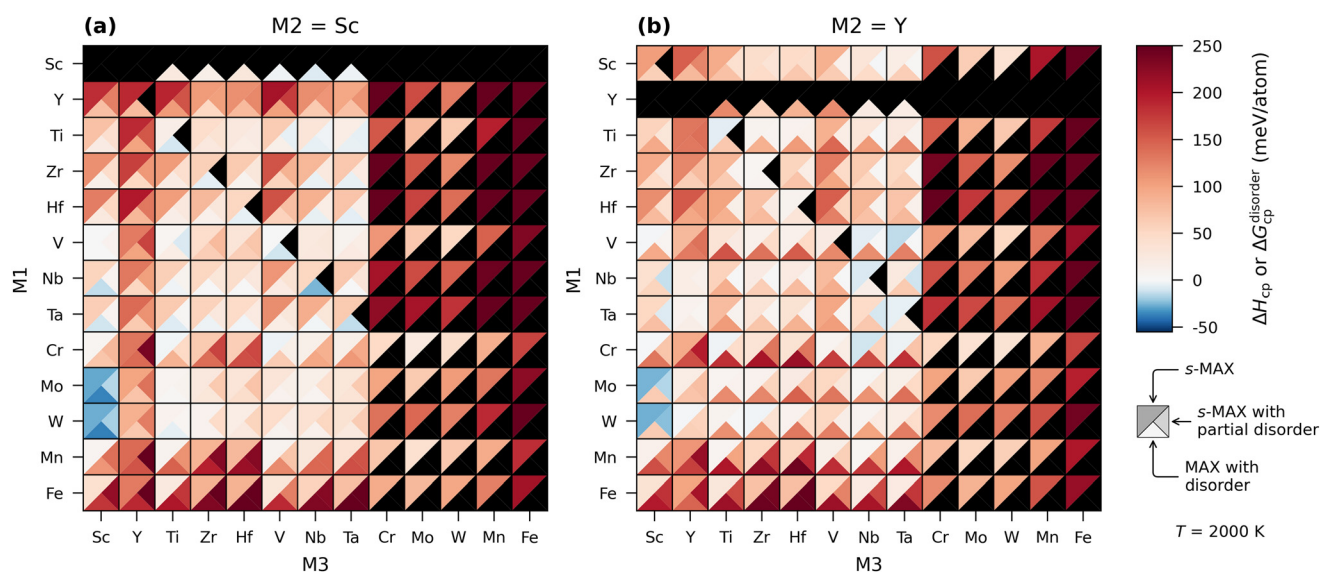 (a) M2 = Sc
(b) M2 = Y
M1
Sc
Y
Ti
Zr
Hf
V
Nb
Ta
Cr
Mo
W
Mn
Fe
Sc Y Ti Zr Hf V Nb Ta Cr Mo W Mn Fe
M3
M1
Sc
Y
Ti
Zr
Hf
V
Nb
Ta
Cr
Mo
W
Mn
Fe
Sc Y Ti Zr Hf V Nb Ta Cr Mo W Mn Fe
M3
250
200
150
100
50
0
-50
ΔH_cp or ΔG_cp^disorder (meV/atom)
s-MAX
s-MAX with
partial disorder
MAX with
disorder
T = 2000 K